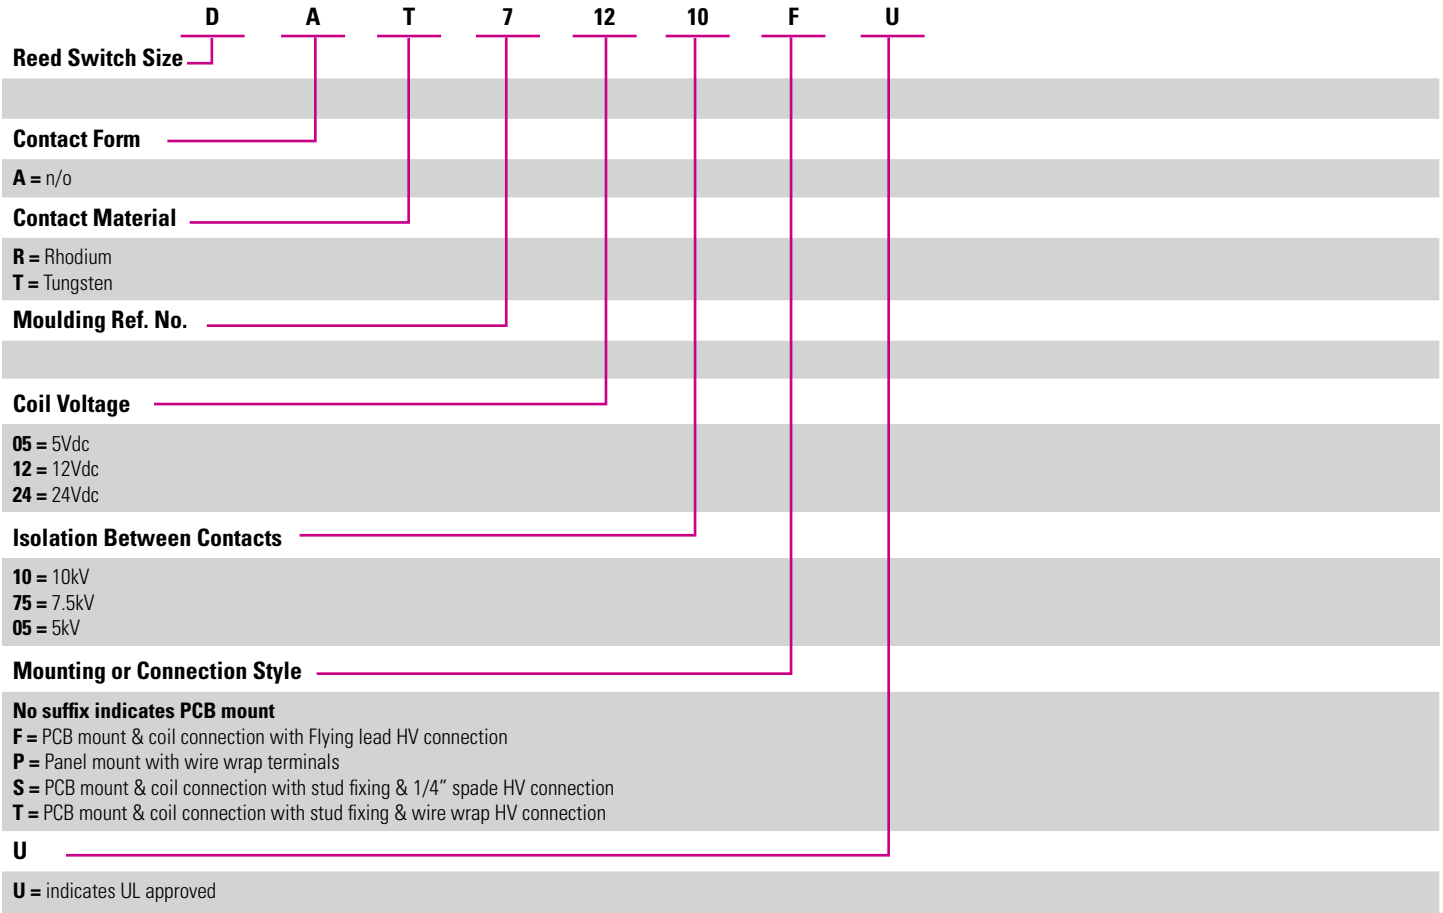 D A T 7 12 10 F U
Reed Switch Size
Contact Form
A = n/o
Contact Material
R = Rhodium
T = Tungsten
Moulding Ref. No.
Coil Voltage
05 = 5Vdc
12 = 12Vdc
24 = 24Vdc
Isolation Between Contacts
10 = 10kV
75 = 7.5kV
05 = 5kV
Mounting or Connection Style
No suffix indicates PCB mount
F = PCB mount & coil connection with Flying lead HV connection
P = Panel mount with wire wrap terminals
S = PCB mount & coil connection with stud fixing & 1/4” spade HV connection
T = PCB mount & coil connection with stud fixing & wire wrap HV connection
U
U = indicates UL approved